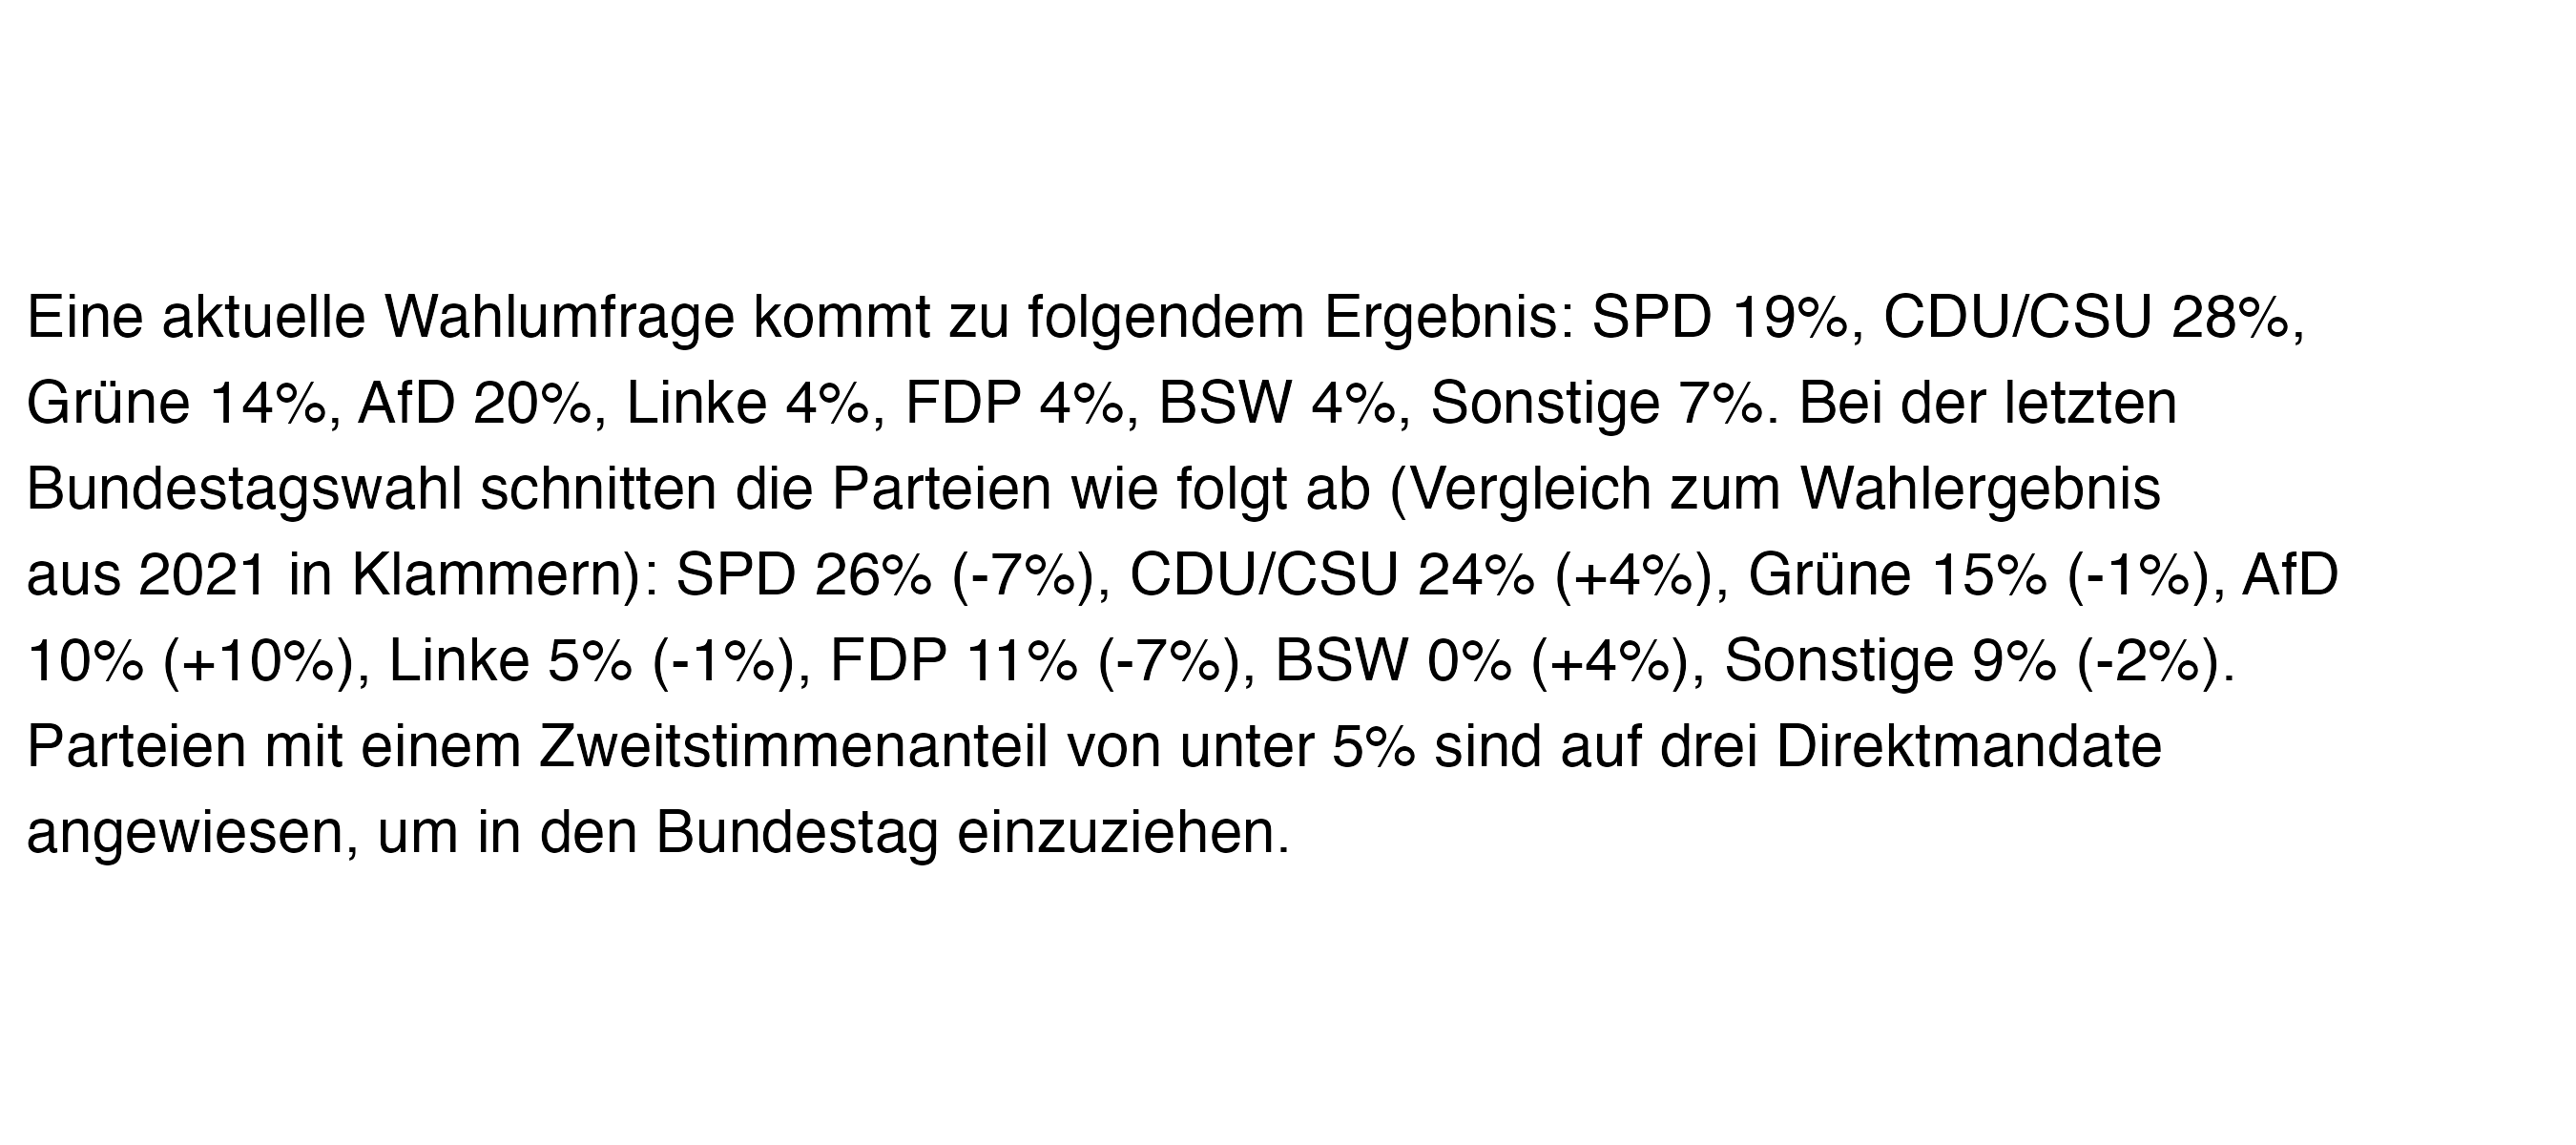 Eine aktuelle Wahlumfrage kommt zu folgendem Ergebnis: SPD 19%, CDU/CSU 28%,
Grüne 14%, AfD 20%, Linke 4%, FDP 4%, BSW 4%, Sonstige 7%. Bei der letzten
Bundestagswahl schnitten die Parteien wie folgt ab (Vergleich zum Wahlergebnis
aus 2021 in Klammern): SPD 26% (-7%), CDU/CSU 24% (+4%), Grüne 15% (-1%), AfD
10% (+10%), Linke 5% (-1%), FDP 11% (-7%), BSW 0% (+4%), Sonstige 9% (-2%).
Parteien mit einem Zweitstimmenanteil von unter 5% sind auf drei Direktmandate
angewiesen, um in den Bundestag einzuziehen.